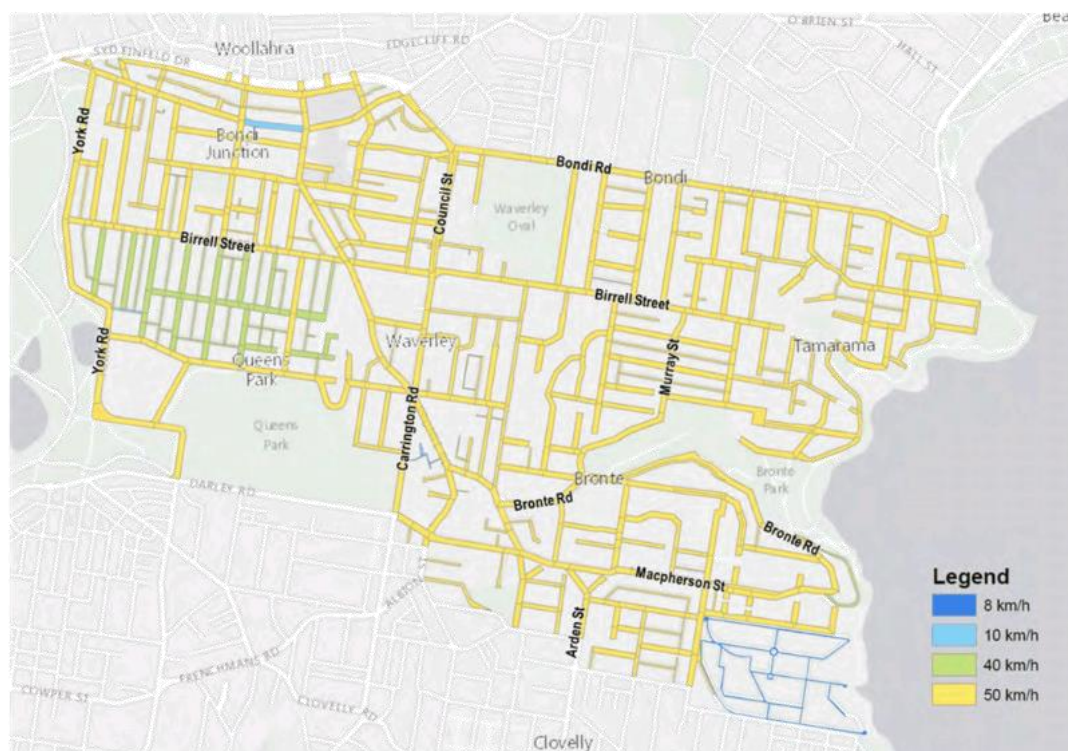 O'BRIEN ST
Bea
EDGECLIFF RD
HALL ST
Woollahra
SYD EINFELD DR
York Rd
Bondi
Junction
Council St
Bondi Rd
Bondi
Waverley
Oval
Birrell Street
Birrell Street
York Rd
Queens
Park
Waverley
Murray St
Tamarama
Carrington Rd
Queens
Park
Bronte
Bronte
Park
DARLEY RD
Bronte Rd
Bronte Rd
Macpherson St
ALBION ST
Arden St
FRENCHMANS RD
COWPER ST
CLOVELLY RD
Clovelly
Legend
8 km/h
10 km/h
40 km/h
50 km/h